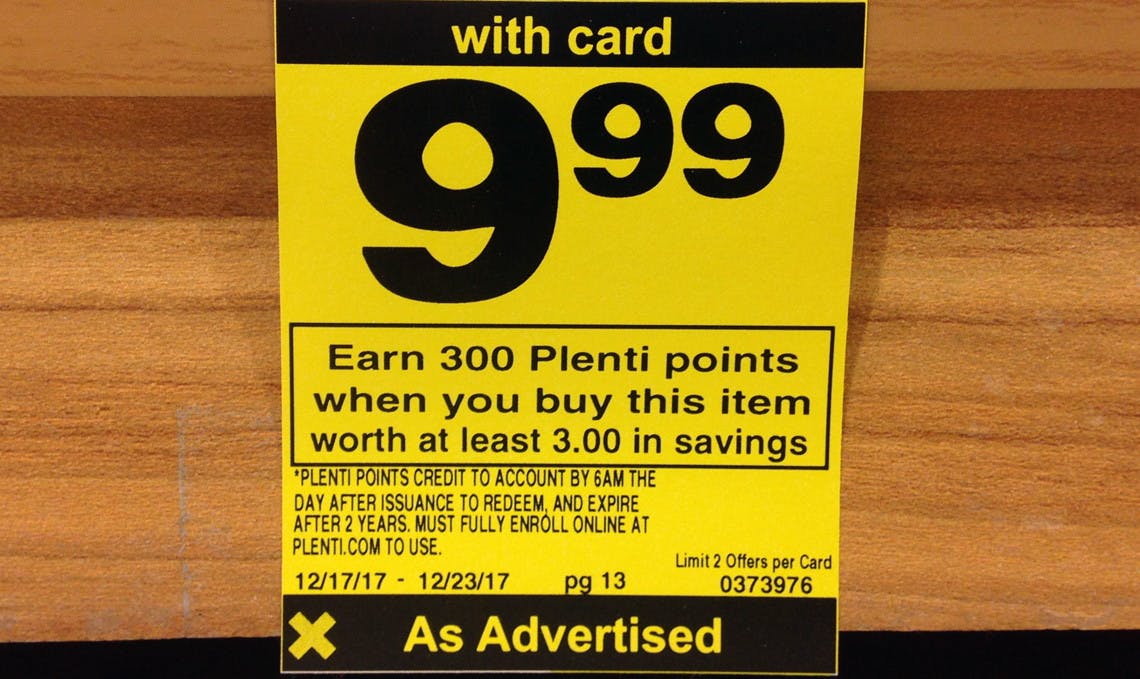 with card
9.99
Earn 300 Plenti points
when you buy this item
worth at least 3.00 in savings
*PLENTI POINTS CREDIT TO ACCOUNT BY 6AM THE
DAY AFTER ISSUANCE TO REDEEM, AND EXPIRE
AFTER 2 YEARS. MUST FULLY ENROLL ONLINE AT
PLENTI.COM TO USE.
Limit 2 Offers per Card
12/17/17 - 12/23/17 pg 13 0373976
As Advertised